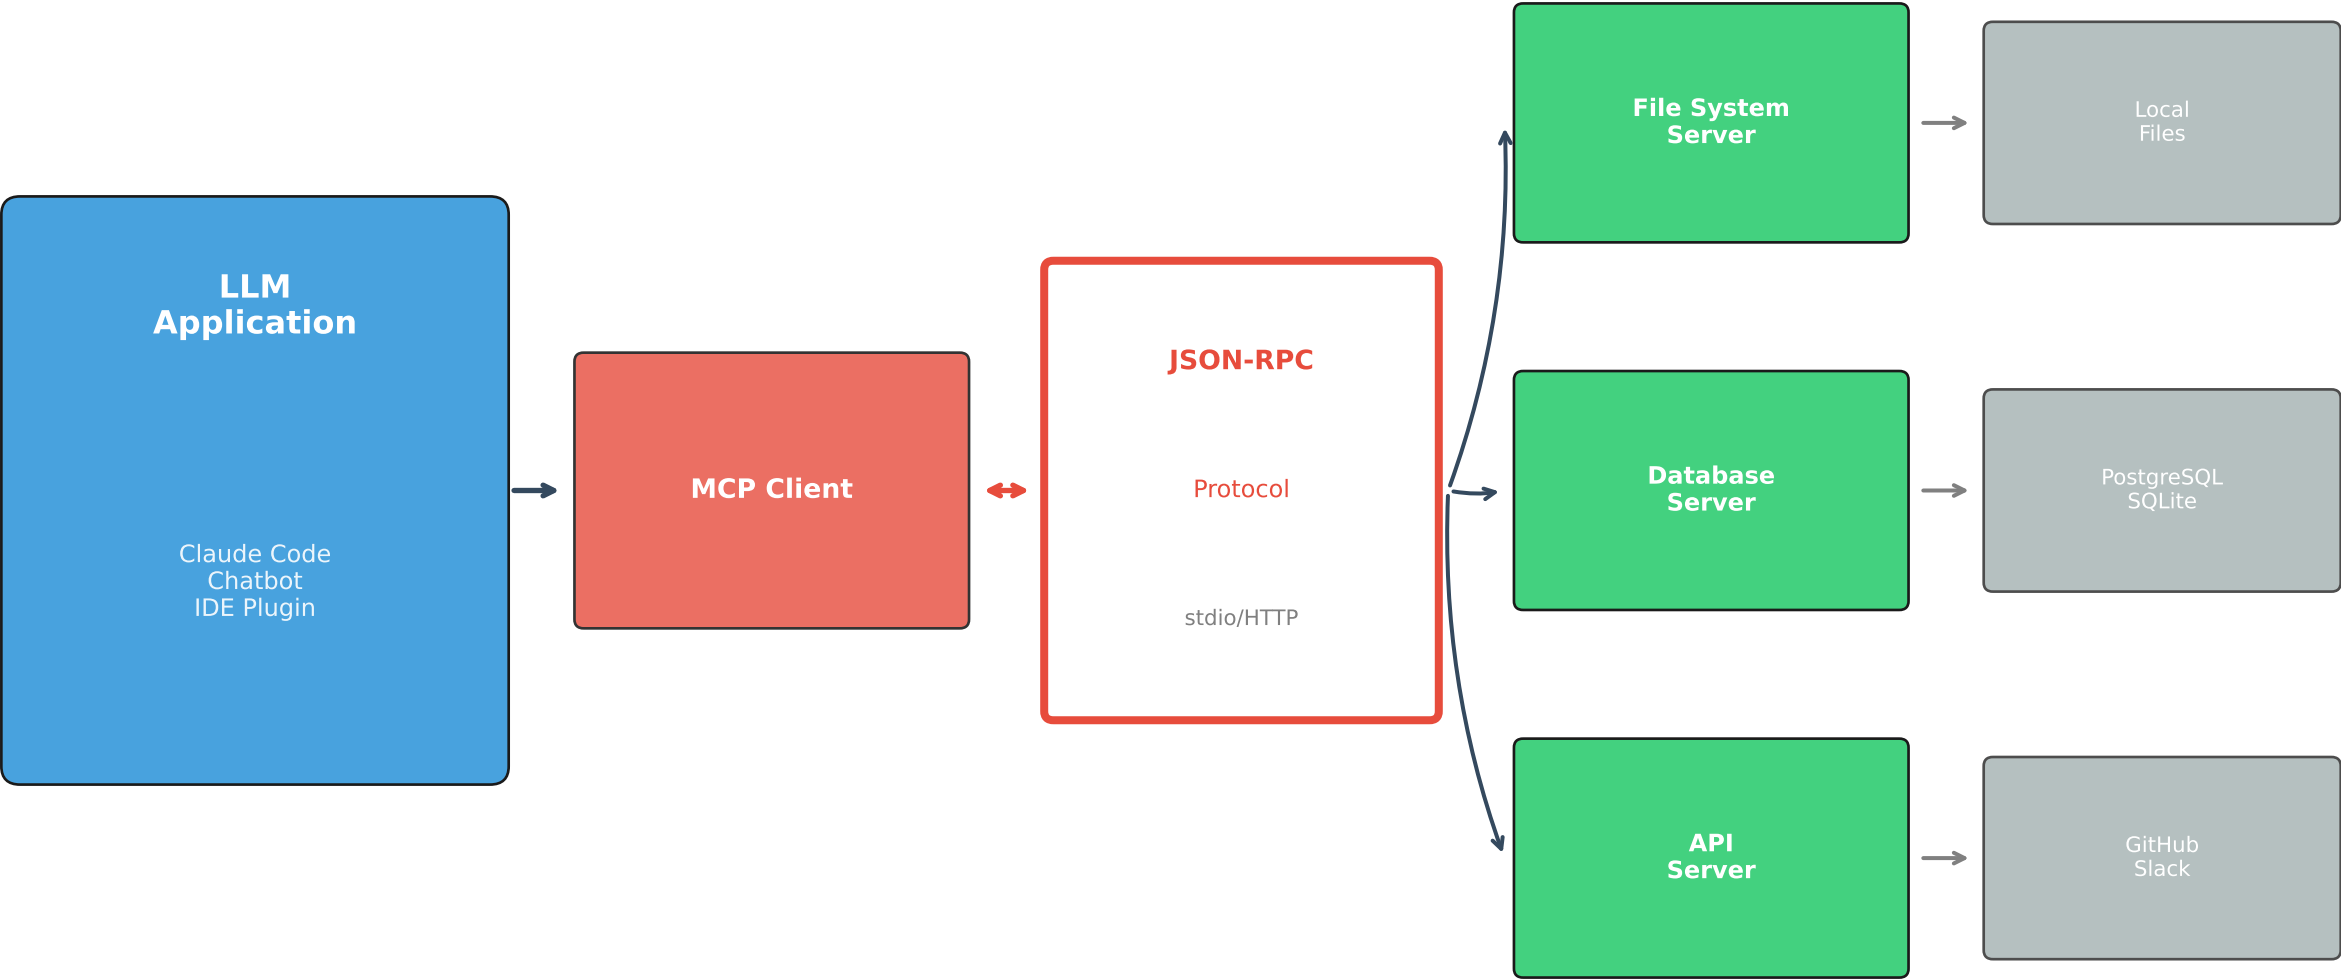 LLM
Application
Claude Code
Chatbot
IDE Plugin
MCP Client
JSON-RPC
Protocol
stdio/HTTP
File System
Server
Local
Files
Database
Server
PostgreSQL
SQLite
API
Server
GitHub
Slack